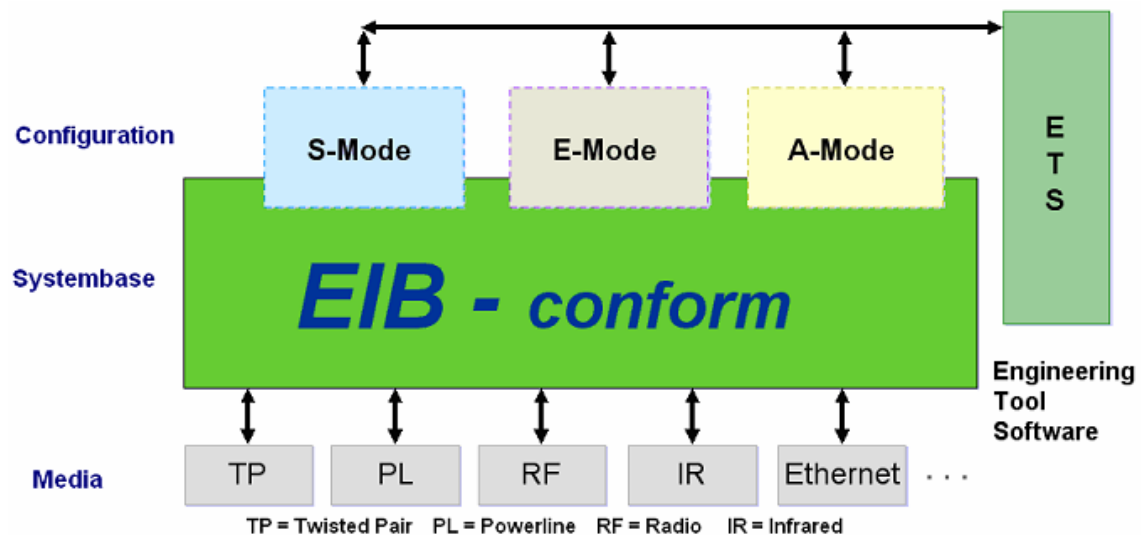 Configuration
S-Mode
E-Mode
A-Mode
E
T
S
Systembase
EIB - conform
Engineering
Tool
Software
Media
TP
PL
RF
IR
Ethernet
. . .
TP = Twisted Pair PL = Powerline RF = Radio IR = Infrared